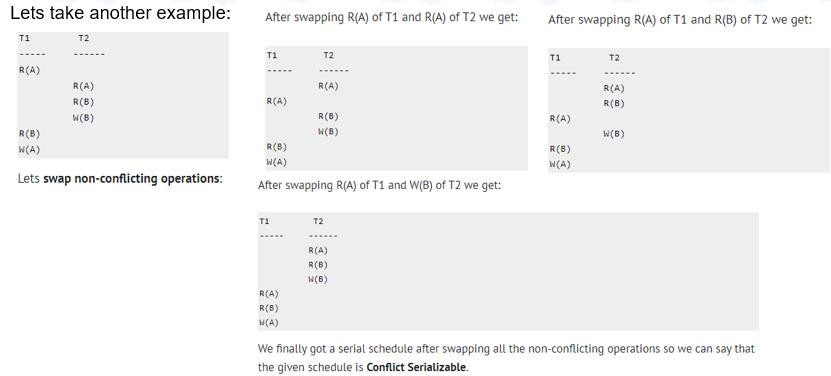 Lets take another example:
T1 T2
----- ------
R(A)
R(A)
R(B)
W(B)
R(B)
W(A)
Lets swap non-conflicting operations:
After swapping R(A) of T1 and R(A) of T2 we get:
T1 T2
----- ------
R(A)
R(A)
R(B)
W(B)
R(B)
W(A)
After swapping R(A) of T1 and R(B) of T2 we get:
T1 T2
----- ------
R(A)
R(B)
R(A)
W(B)
R(B)
W(A)
After swapping R(A) of T1 and W(B) of T2 we get:
T1 T2
----- ------
R(A)
R(B)
W(B)
R(A)
R(B)
W(A)
We finally got a serial schedule after swapping all the non-conflicting operations so we can say that
the given schedule is Conflict Serializable.